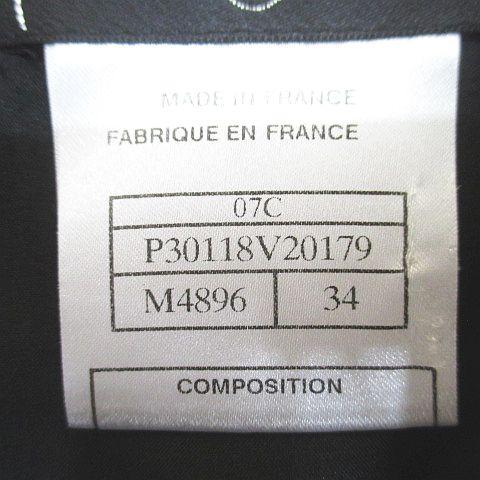 MADE IN FRANCE
FABRIQUE EN FRANCE
07C
P30118V20179
M4896 34
COMPOSITION